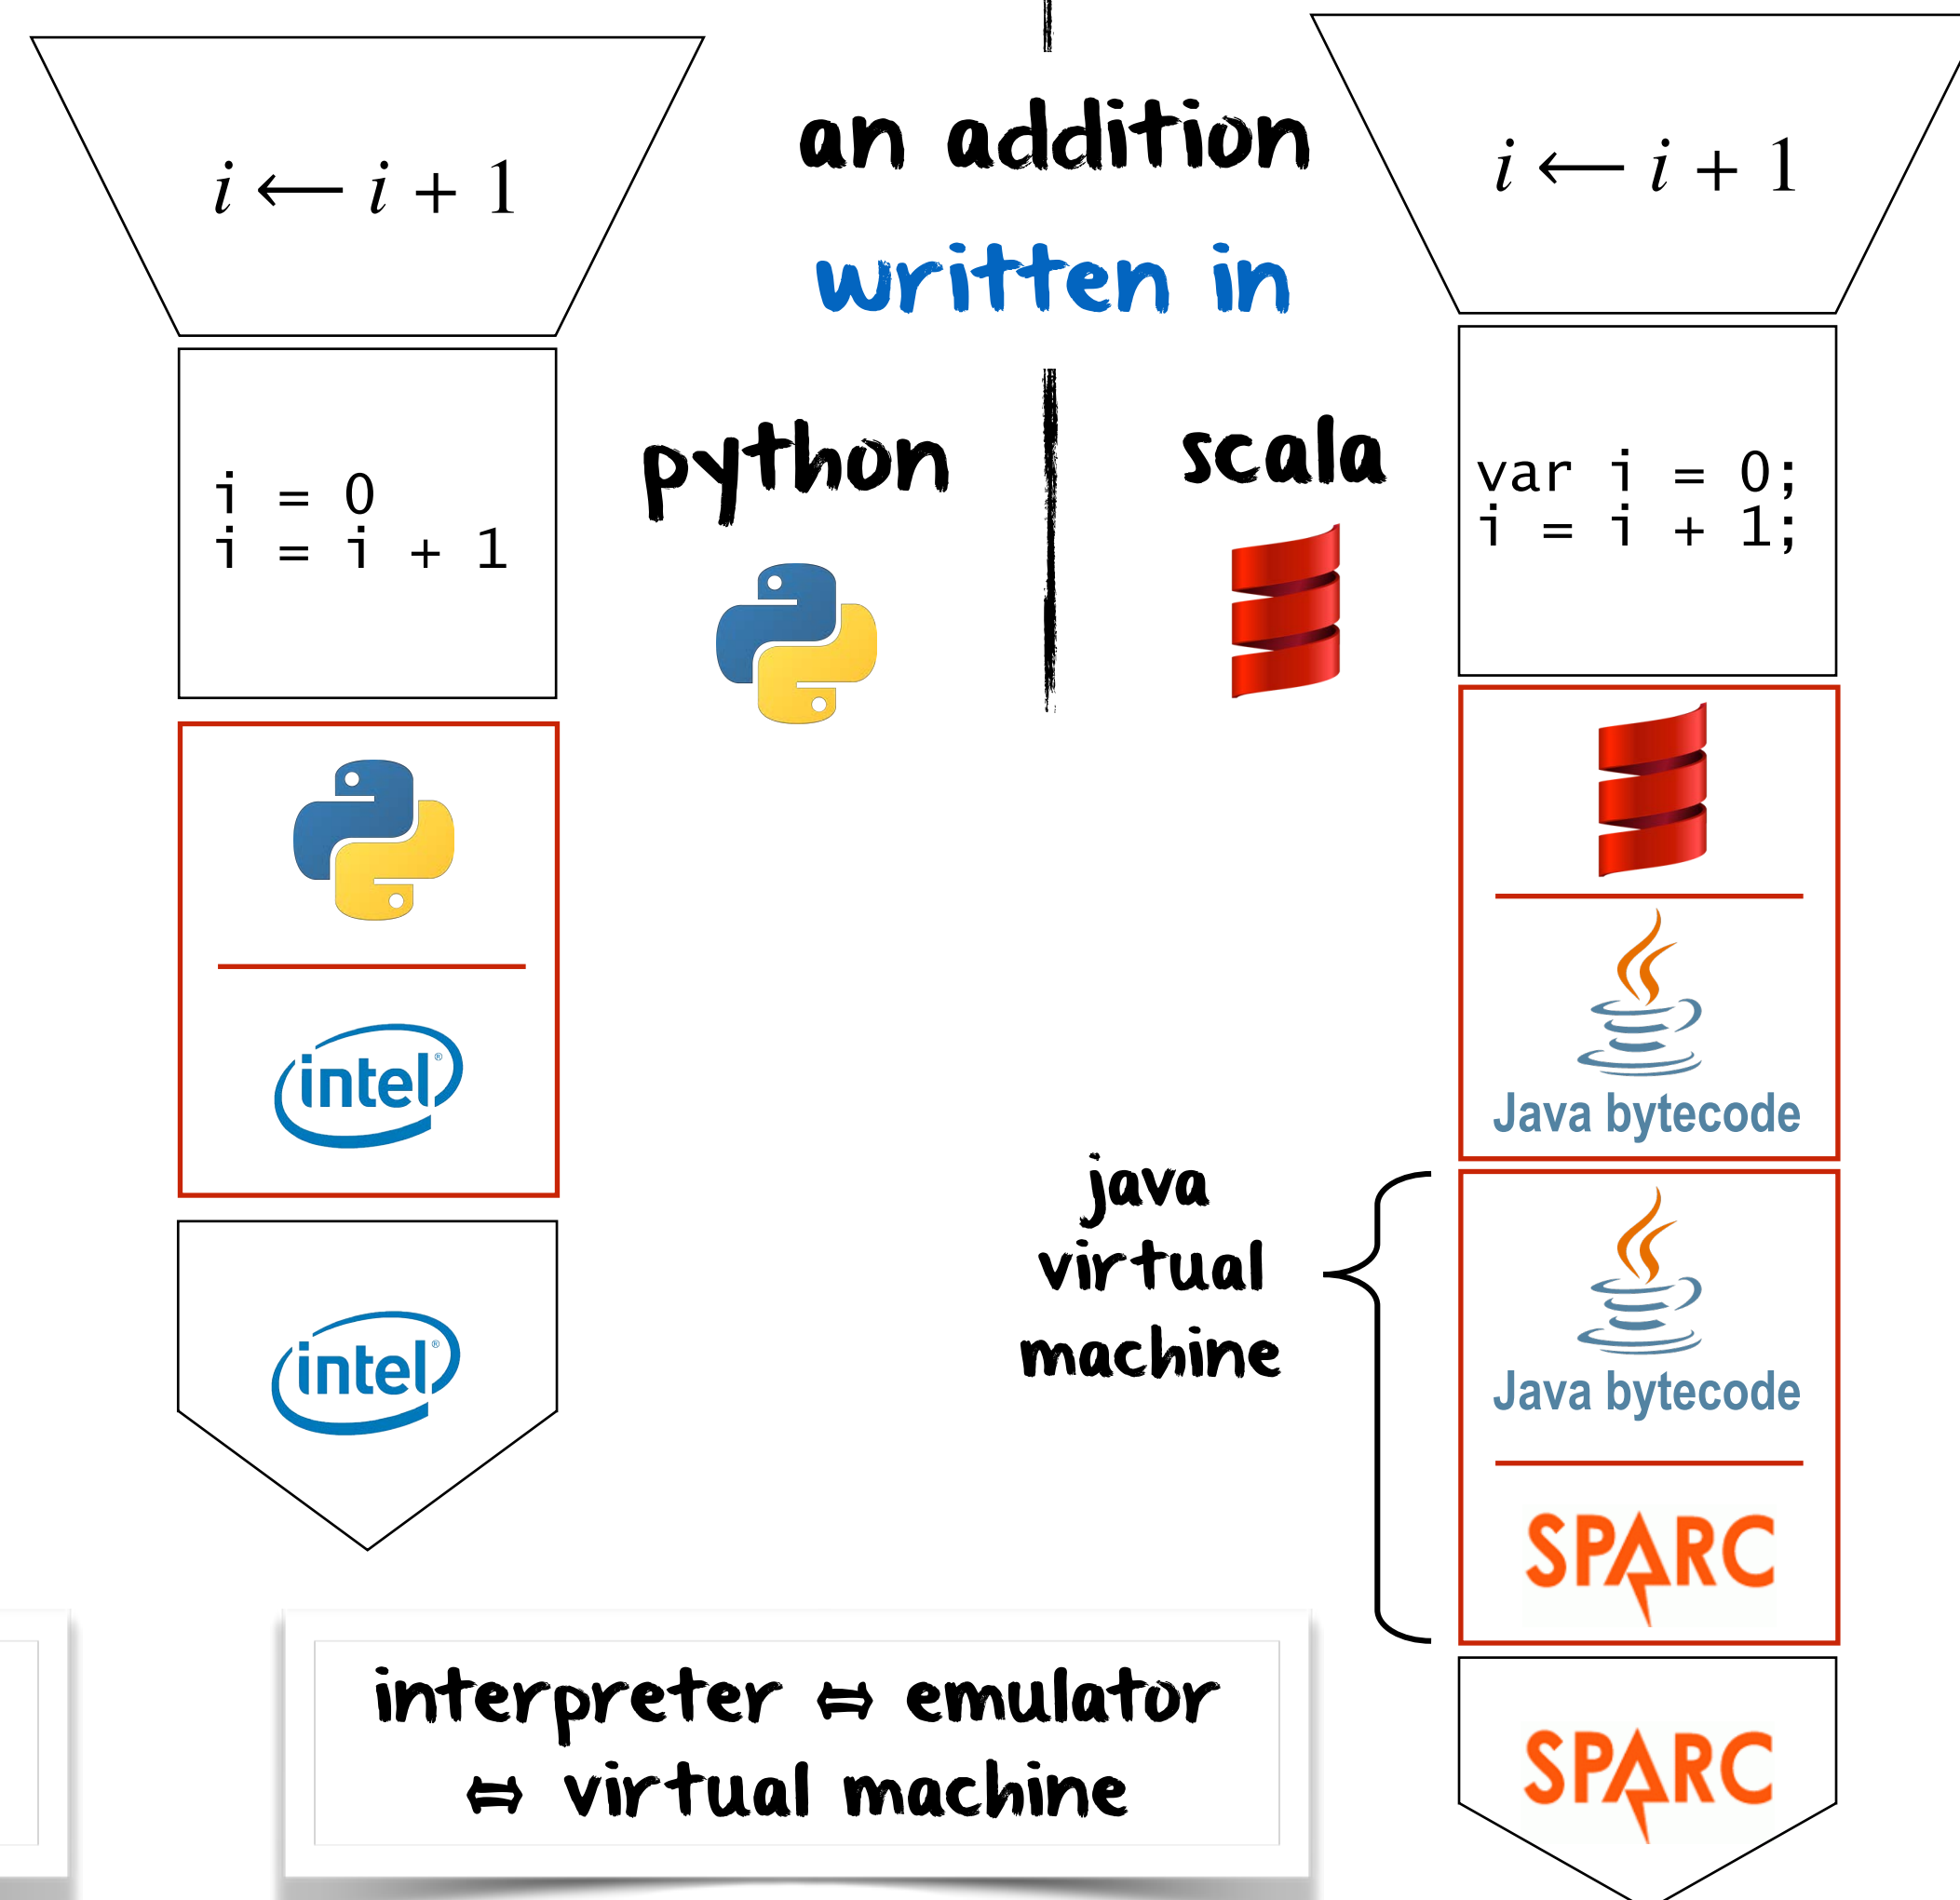 i ← i + 1
i = 0
i = i + 1
intel®
intel®
an addition
written in
python
scala
i ← i + 1
var i = 0;
i = i + 1;
Java bytecode
java
virtual
machine
Java bytecode
SPARC
SPARC
interpreter ⇔ emulator
⇔ virtual machine